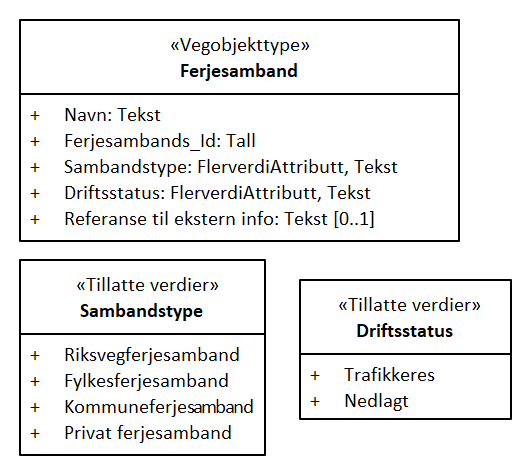 «Vegobjekttype»
Ferjesamband
+ Navn: Tekst
+ Ferjesambands_Id: Tall
+ Sambandstype: FlerverdiAttributt, Tekst
+ Driftsstatus: FlerverdiAttributt, Tekst
+ Referanse til ekstern info: Tekst [0..1]
«Tillatte verdier»
Sambandstype
+ Riksvegferjesamband
+ Fylkesferjesamband
+ Kommuneferjesamband
+ Privat ferjesamband
«Tillatte verdier»
Driftsstatus
+ Trafikkeres
+ Nedlagt